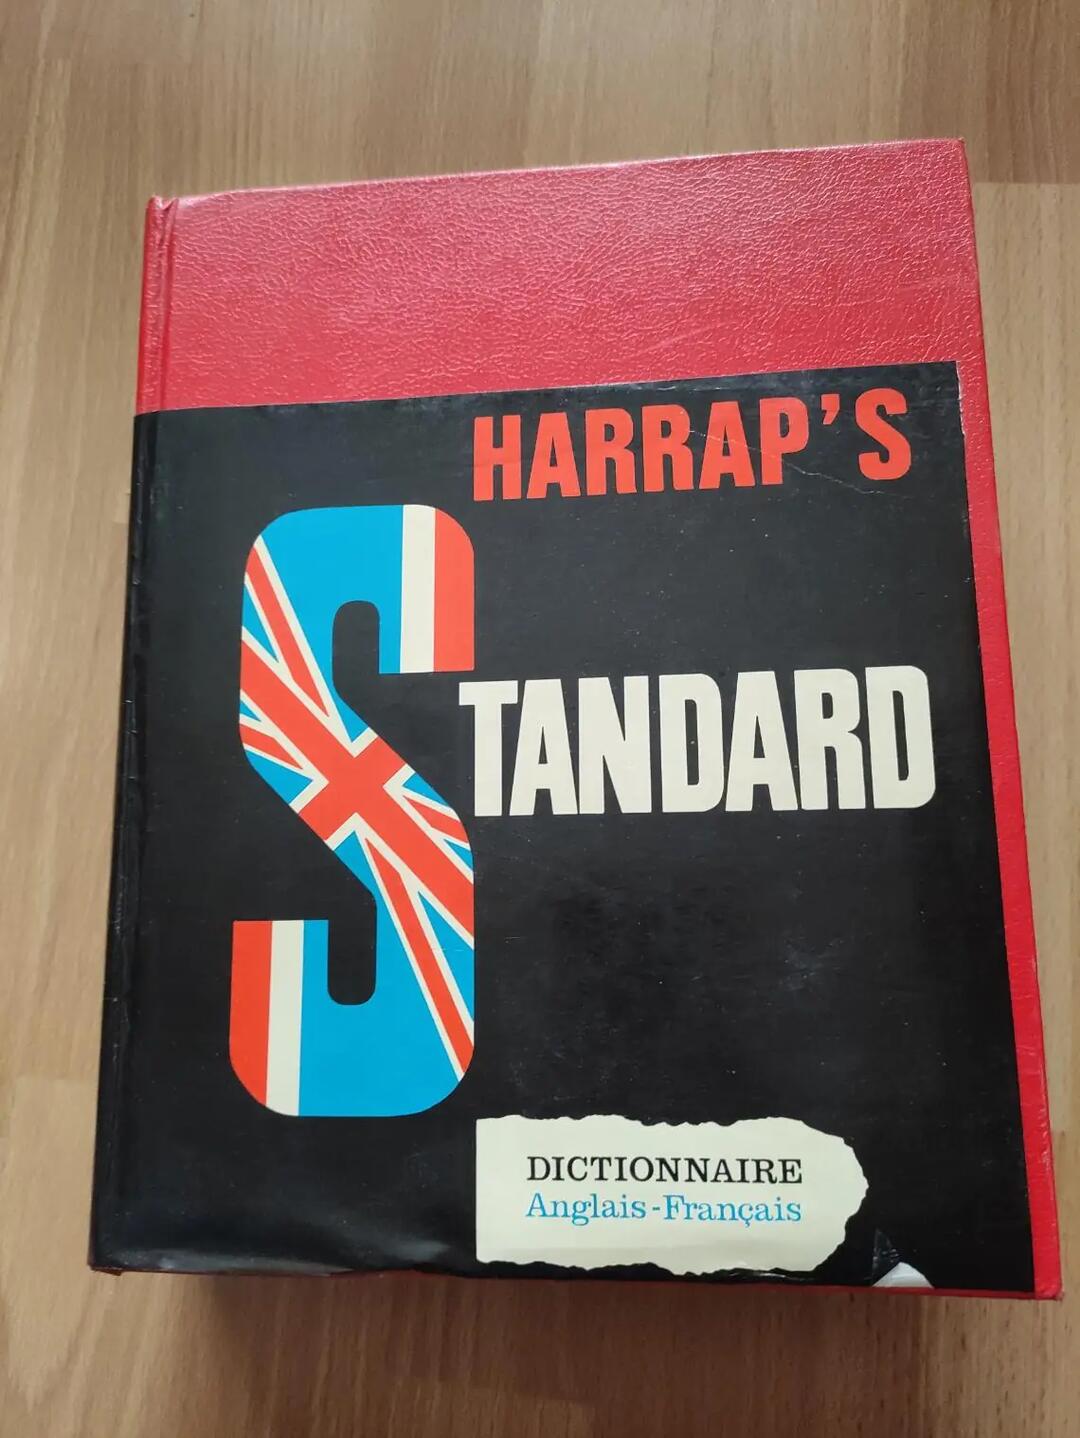 HARRAP'S
STANDARD
DICTIONNAIRE
Anglais-Français